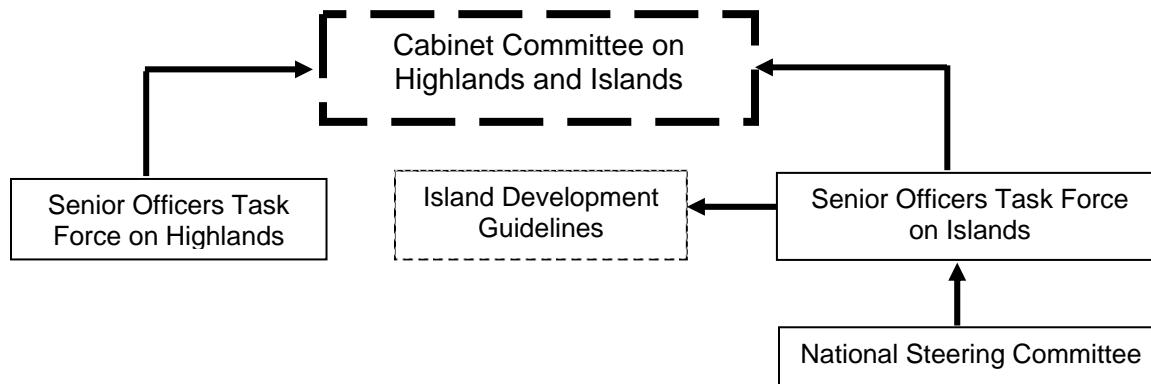 Cabinet Committee on
Highlands and Islands
Senior Officers Task
Force on Highlands
Island Development
Guidelines
Senior Officers Task Force
on Islands
National Steering Committee